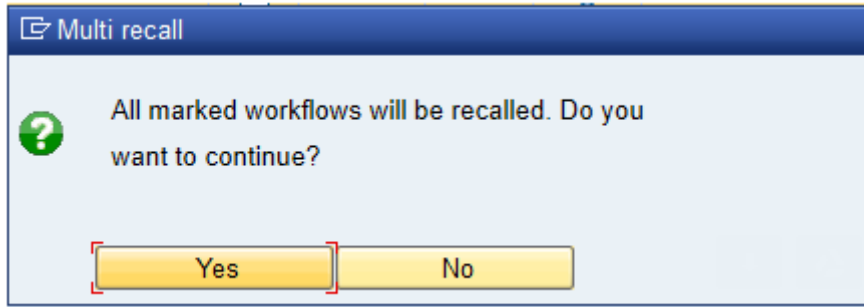 Multi recall
All marked workflows will be recalled. Do you
want to continue?
Yes No